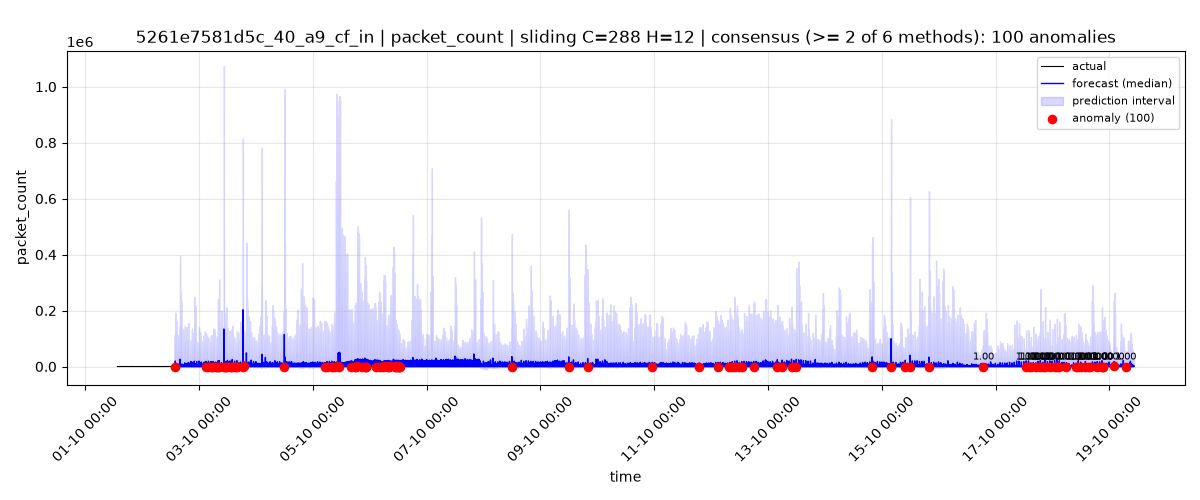 5261e7581d5c_40_a9_cf_in | packet_count | sliding C=288 H=12 | consensus (>= 2 of 6 methods): 100 anomalies
1e6
actual
forecast (median)
prediction interval
anomaly (100)
1.0
0.8
0.6
0.4
0.2
0.0
packet_count
1.00
01-10 00:00
03-10 00:00
05-10 00:00
07-10 00:00
09-10 00:00
11-10 00:00
13-10 00:00
15-10 00:00
17-10 00:00
19-10 00:00
time